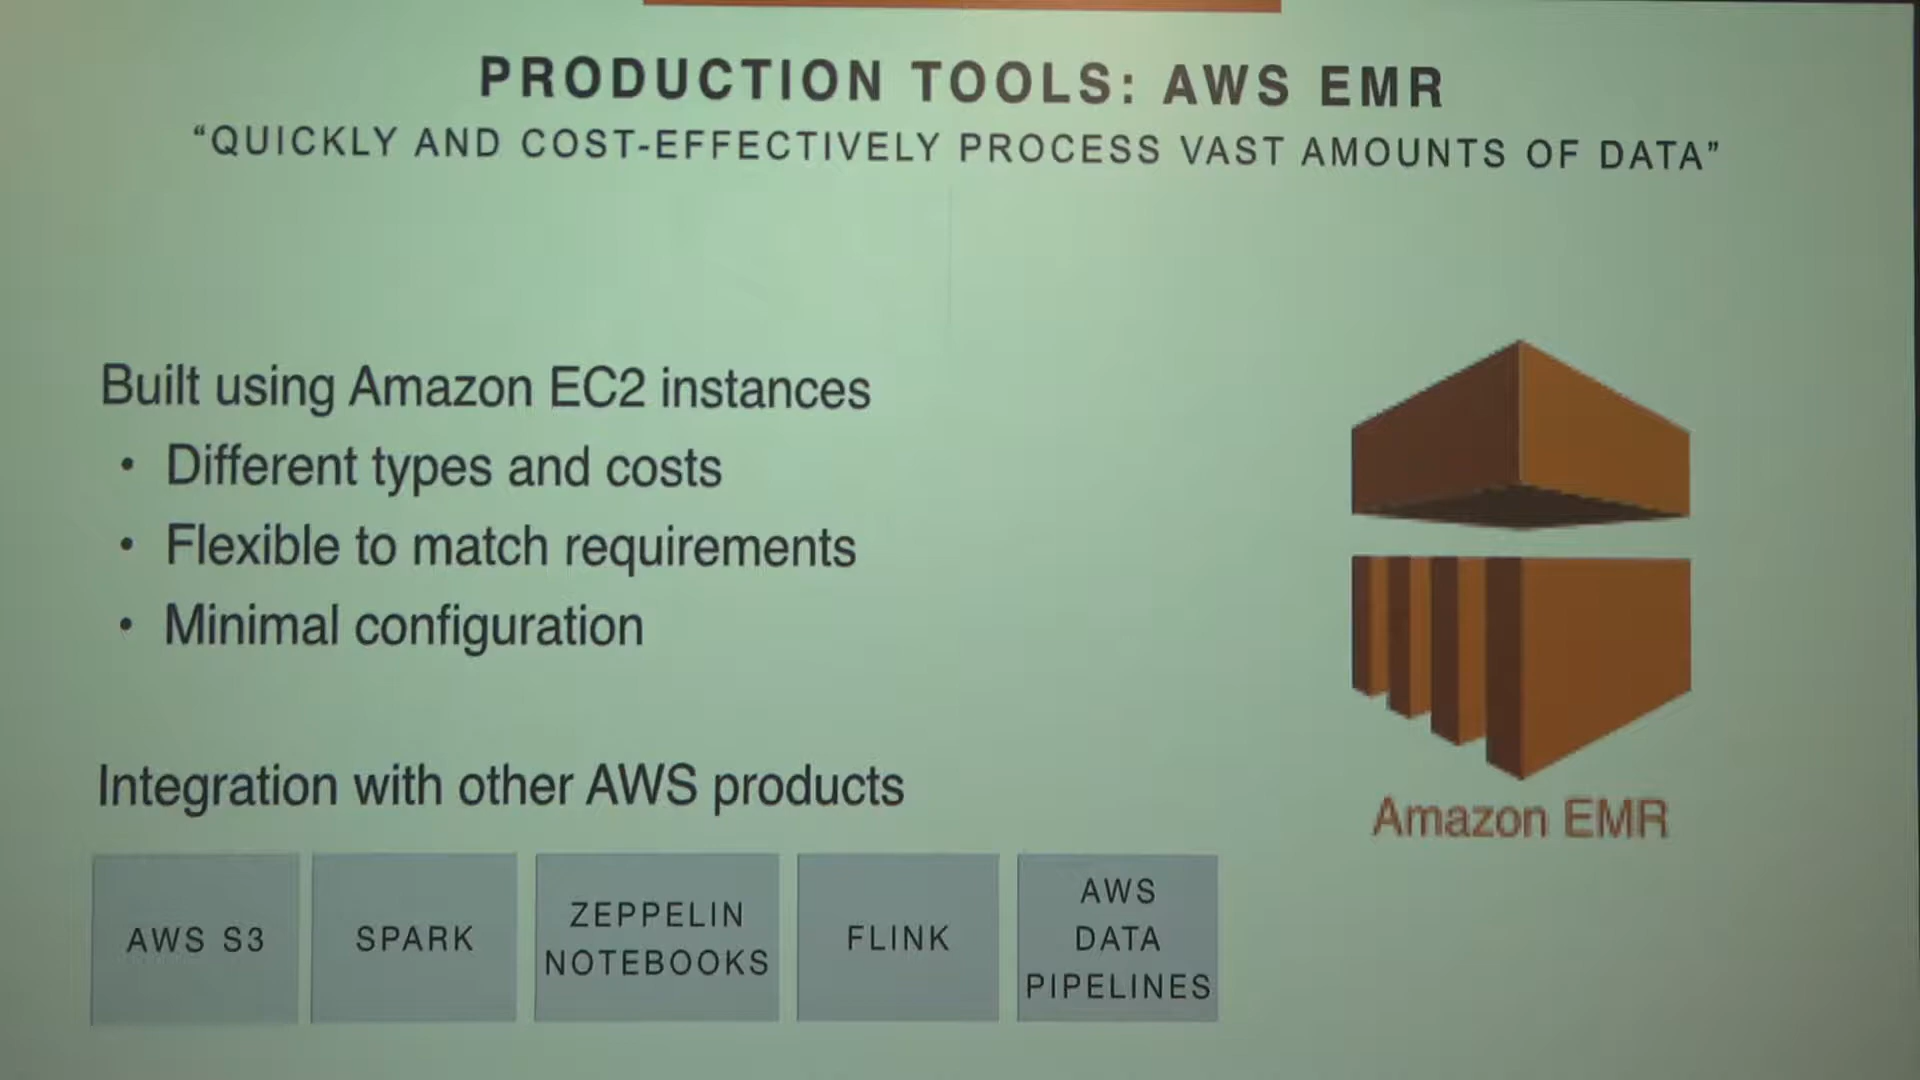 PRODUCTION TOOLS: AWS EMR
“QUICKLY AND COST-EFFECTIVELY PROCESS VAST AMOUNTS OF DATA”
Built using Amazon EC2 instances
• Different types and costs
• Flexible to match requirements
• Minimal configuration
Integration with other AWS products
AWS S3
SPARK
ZEPPELIN
NOTEBOOKS
FLINK
AWS
DATA
PIPELINES
Amazon EMR